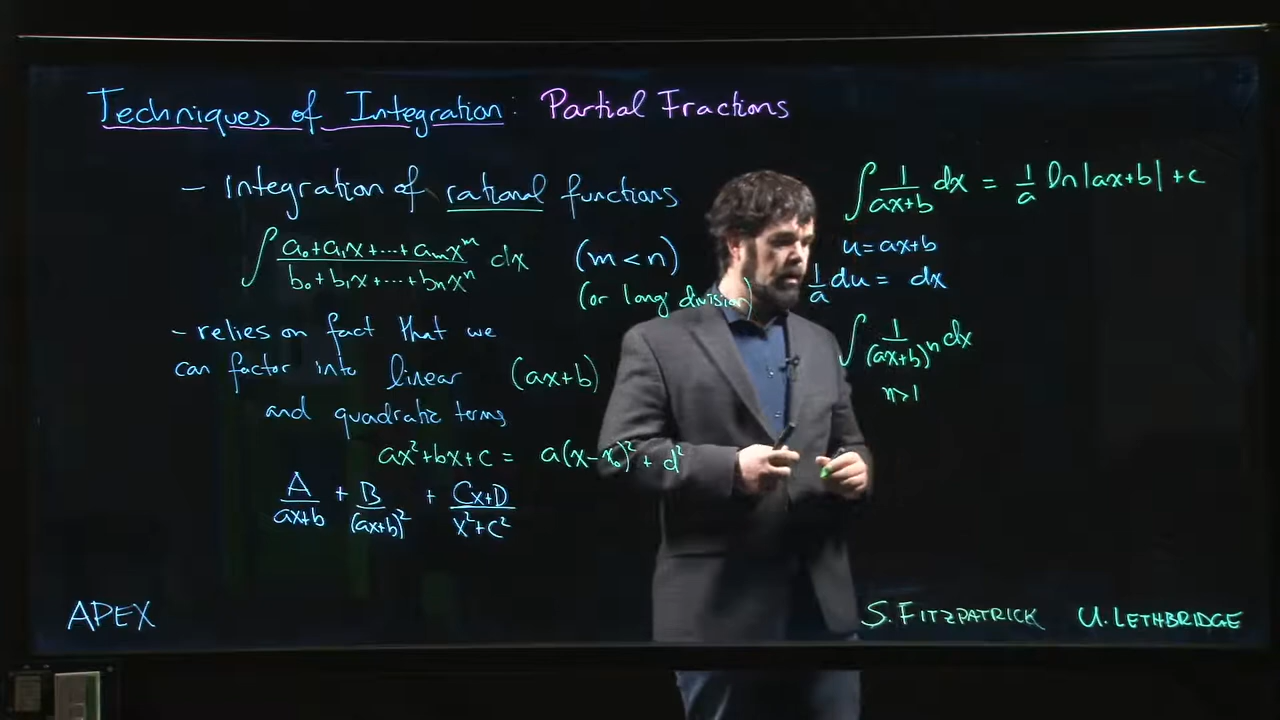 Techniques of Integration: Partial Fractions
- Integration of rational functions
∫ (a₀+a₁x+⋯+aₘxᵐ)/(b₀+b₁x+⋯+bₙxⁿ) dx (m<n)
(or long division)
- relies on fact that we
can factor into linear (ax+b)
and quadratic terms
ax²+bx+c = a(x-x₀)²+d²
A/(ax+b) + B/(ax+b)² + (Cx+D)/(x²+c²)
∫ 1/(ax+b) dx = 1/a ln|ax+b|+c
u=ax+b
1/a du = dx
∫ 1/(ax+b)ⁿ dx
n>1
APEX
S. FITZPATRICK U. LETHBRIDGE